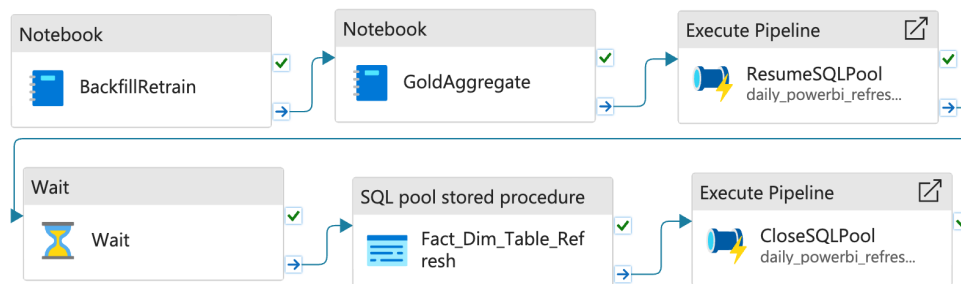 Notebook
BackfillRetrain
Notebook
GoldAggregate
Execute Pipeline
ResumeSQLPool
daily_powerbi_refres...
Wait
Wait
SQL pool stored procedure
Fact_Dim_Table_Ref
resh
Execute Pipeline
CloseSQLPool
daily_powerbi_refres...